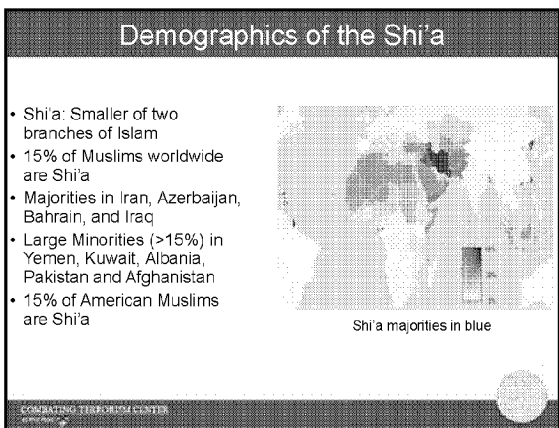 Demographics of the Shi'a
• Shi'a: Smaller of two
branches of Islam
• 15% of Muslims worldwide
are Shi'a
• Majorities in Iran, Azerbaijan,
Bahrain, and Iraq
• Large Minorities (>15%) in
Yemen, Kuwait, Albania,
Pakistan and Afghanistan
• 15% of American Muslims
are Shi'a
Shi'a majorities in blue
COMBATING TERRORISM CENTER